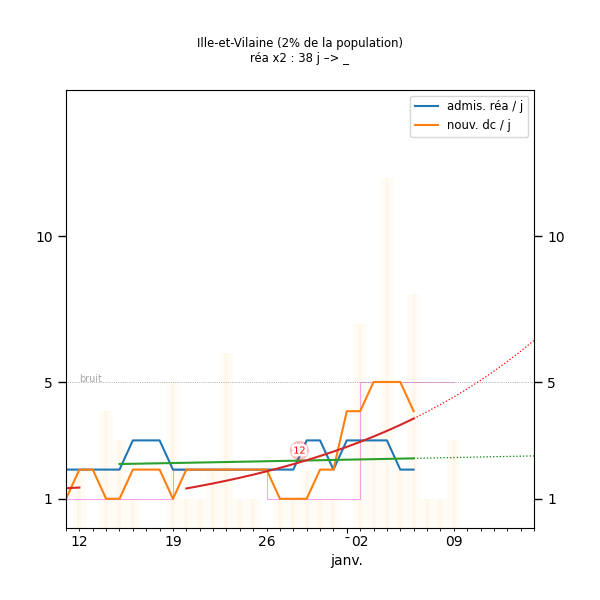 Ille-et-Vilaine (2% de la population)
réa x2 : 38 j –> _
admis. réa / j
nouv. dc / j
10
10
bruit
5
5
12
1
1
12
19
26
02
09
janv.